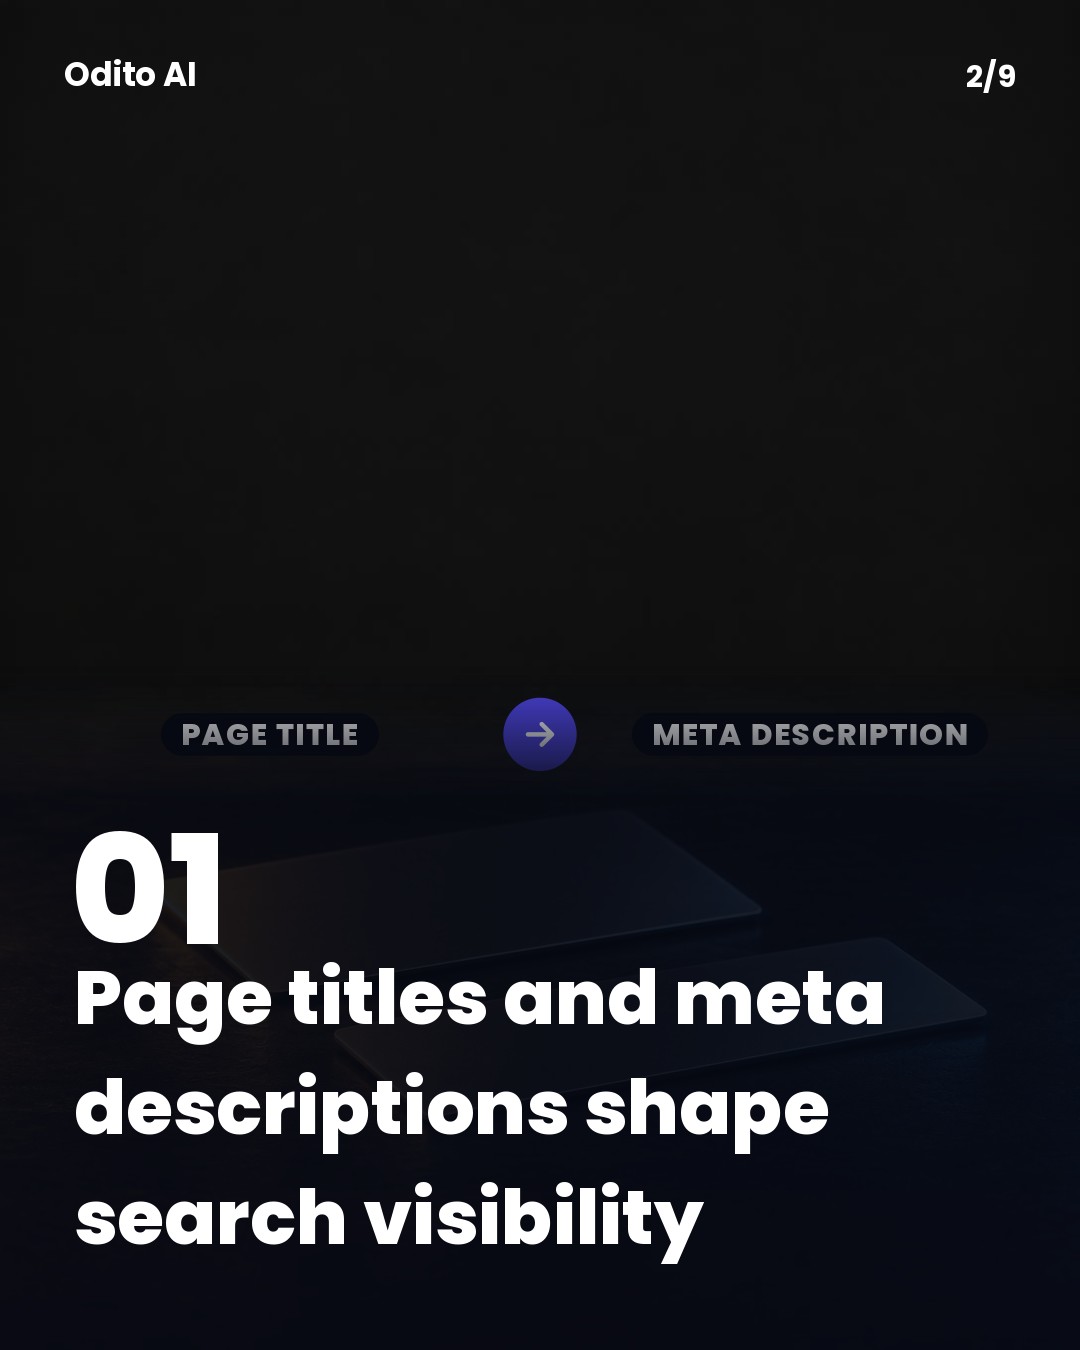 Odito AI
2/9
PAGE TITLE
META DESCRIPTION
01
Page titles and meta
descriptions shape
search visibility